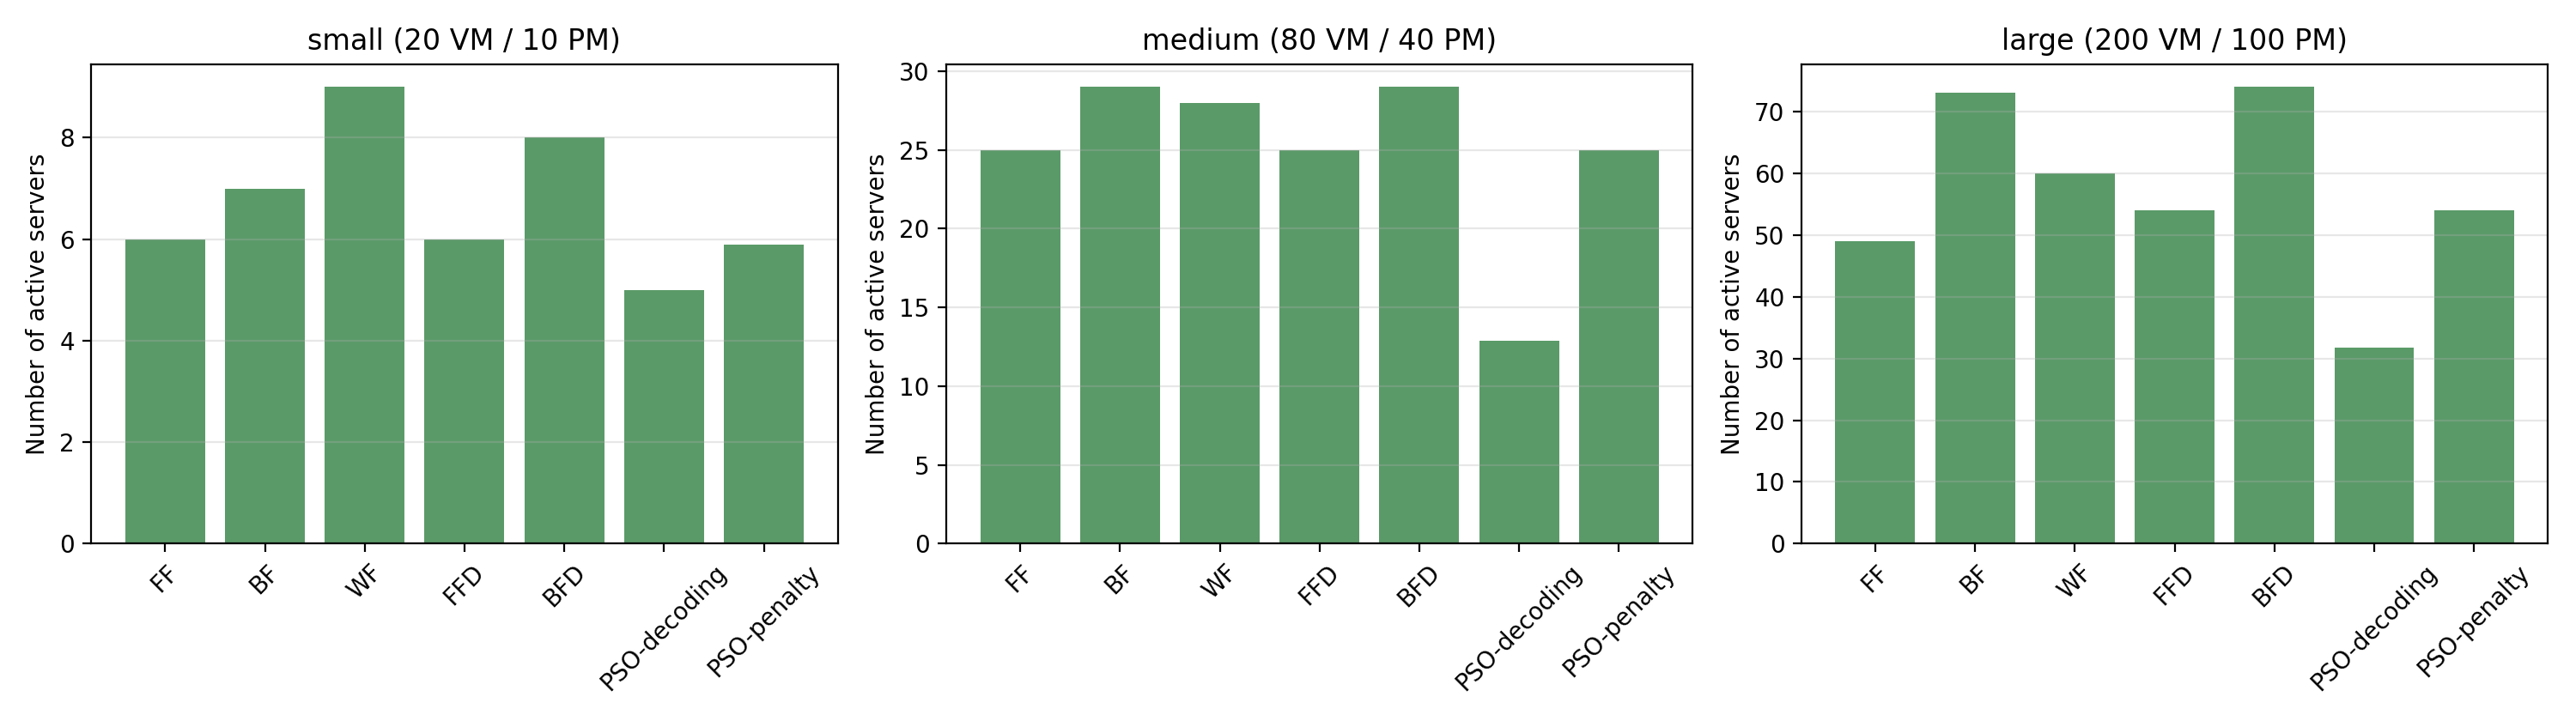 small (20 VM / 10 PM)
Number of active servers
8
6
4
2
0
FF
BF
WF
FFD
BFD
PSO-decoding
PSO-penalty
medium (80 VM / 40 PM)
Number of active servers
30
25
20
15
10
5
0
FF
BF
WF
FFD
BFD
PSO-decoding
PSO-penalty
large (200 VM / 100 PM)
Number of active servers
70
60
50
40
30
20
10
0
FF
BF
WF
FFD
BFD
PSO-decoding
PSO-penalty